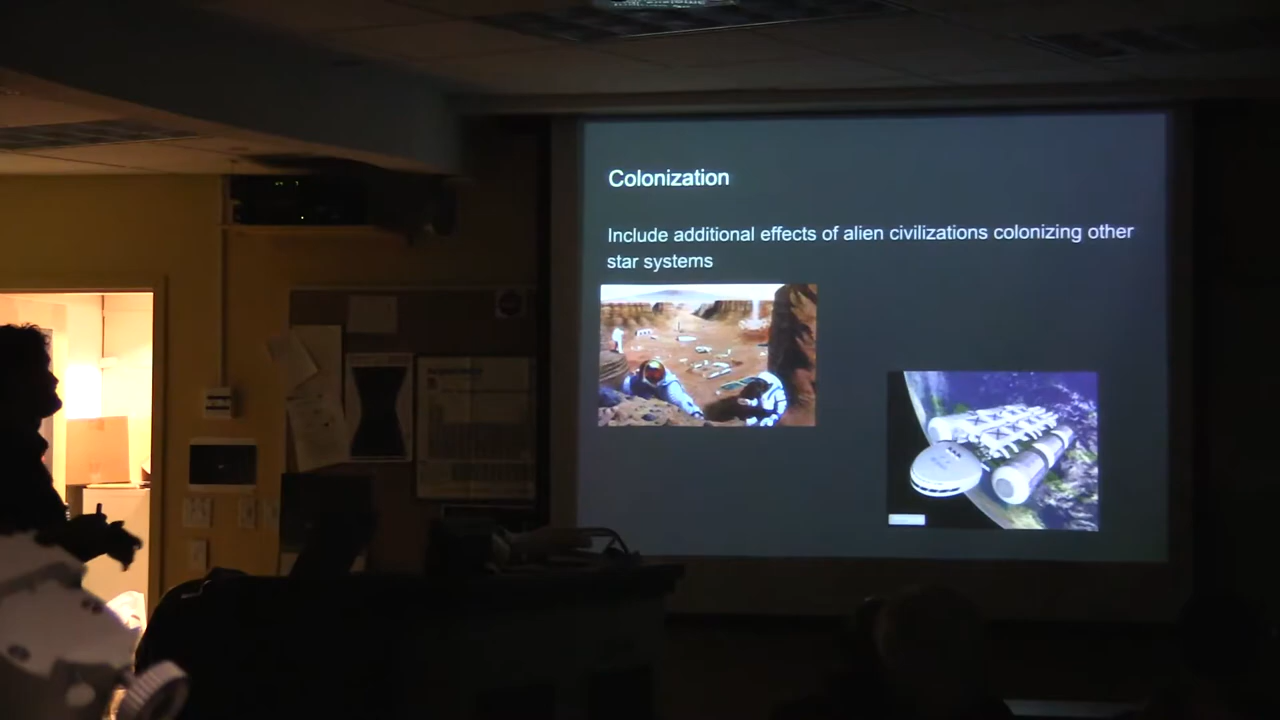 Colonization
Include additional effects of alien civilizations colonizing other
star systems